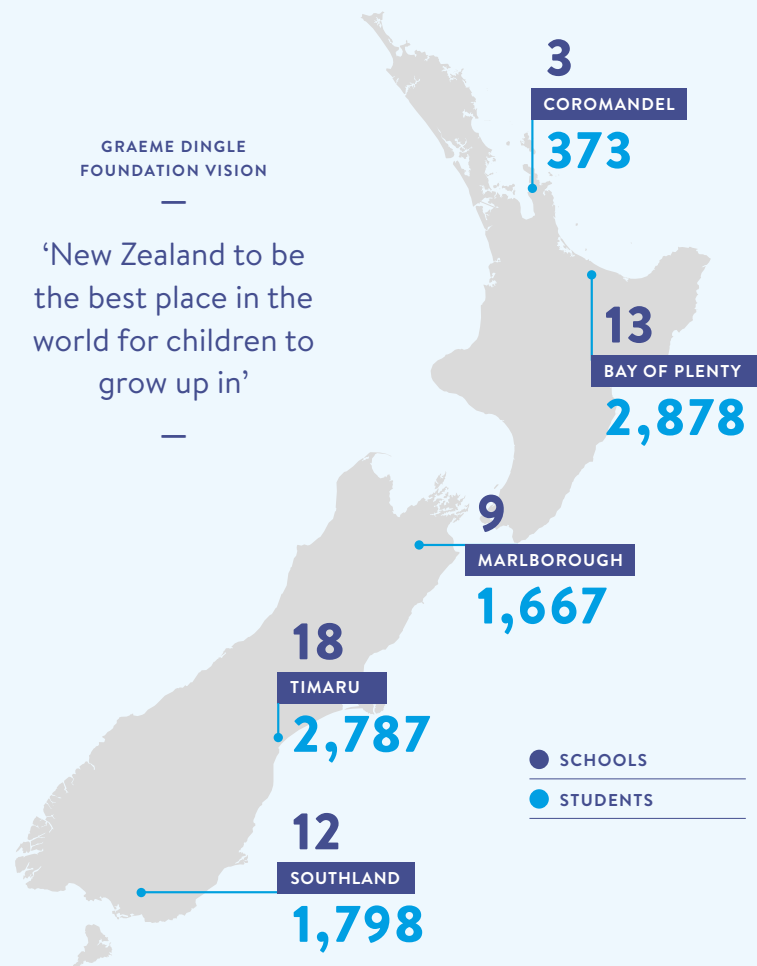 3
COROMANDEL
373
GRAEME DINGLE
FOUNDATION VISION
‘New Zealand to be
the best place in the
world for children to
grow up in’
13
BAY OF PLENTY
2,878
9
MARLBOROUGH
1,667
18
TIMARU
2,787
SCHOOLS
STUDENTS
12
SOUTHLAND
1,798